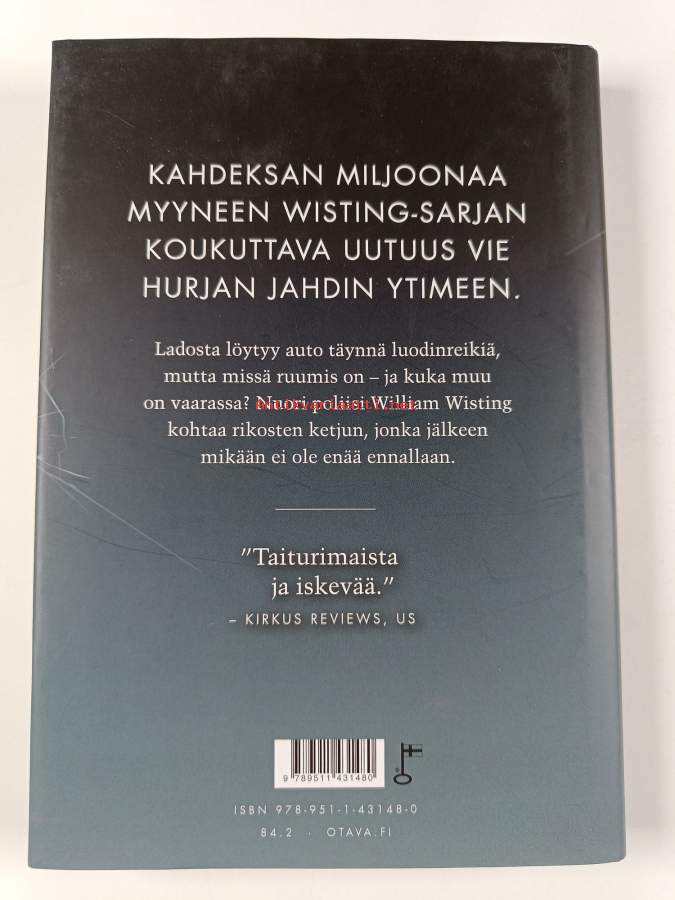 KAHDEKSAN MILJOONAA
MYYNEEN WISTING-SARJAN
KOUKUTTAVA UUTUUS VIE
HURJAN JAHDIN YTIMEEN.
Ladosta löytyy auto täynnä luodinreikiä,
mutta missä ruumis on – ja kuka muu
on vaarassa? Nuori poliisi William Wisting
antikvariaatti.net
kohtaa rikosten ketjun, jonka jälkeen
mikään ei ole enää ennallaan.
”Taiturimaista
ja iskevää.”
– KIRKUS REVIEWS, US
9 789511 431480
ISBN 978-951-1-43148-0
84.2 · OTAVA.FI